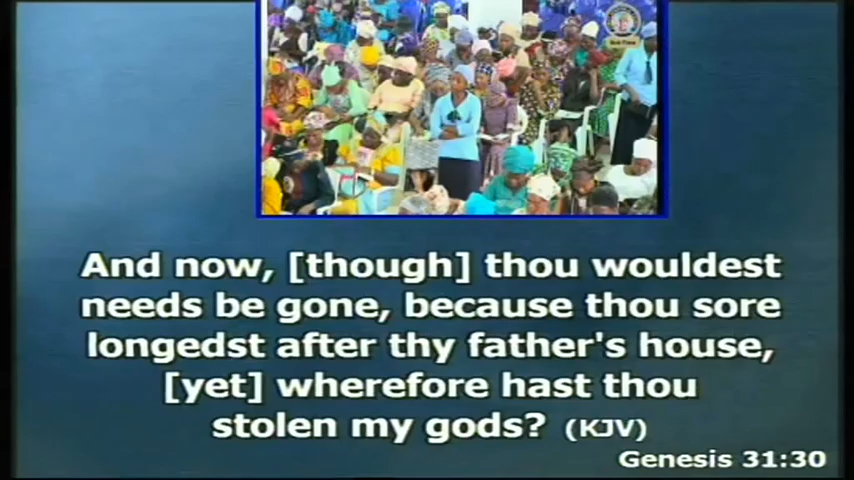 And now, [though] thou wouldest
needs be gone, because thou sore
longedst after thy father's house,
[yet] wherefore hast thou
stolen my gods? (KJV)
Genesis 31:30